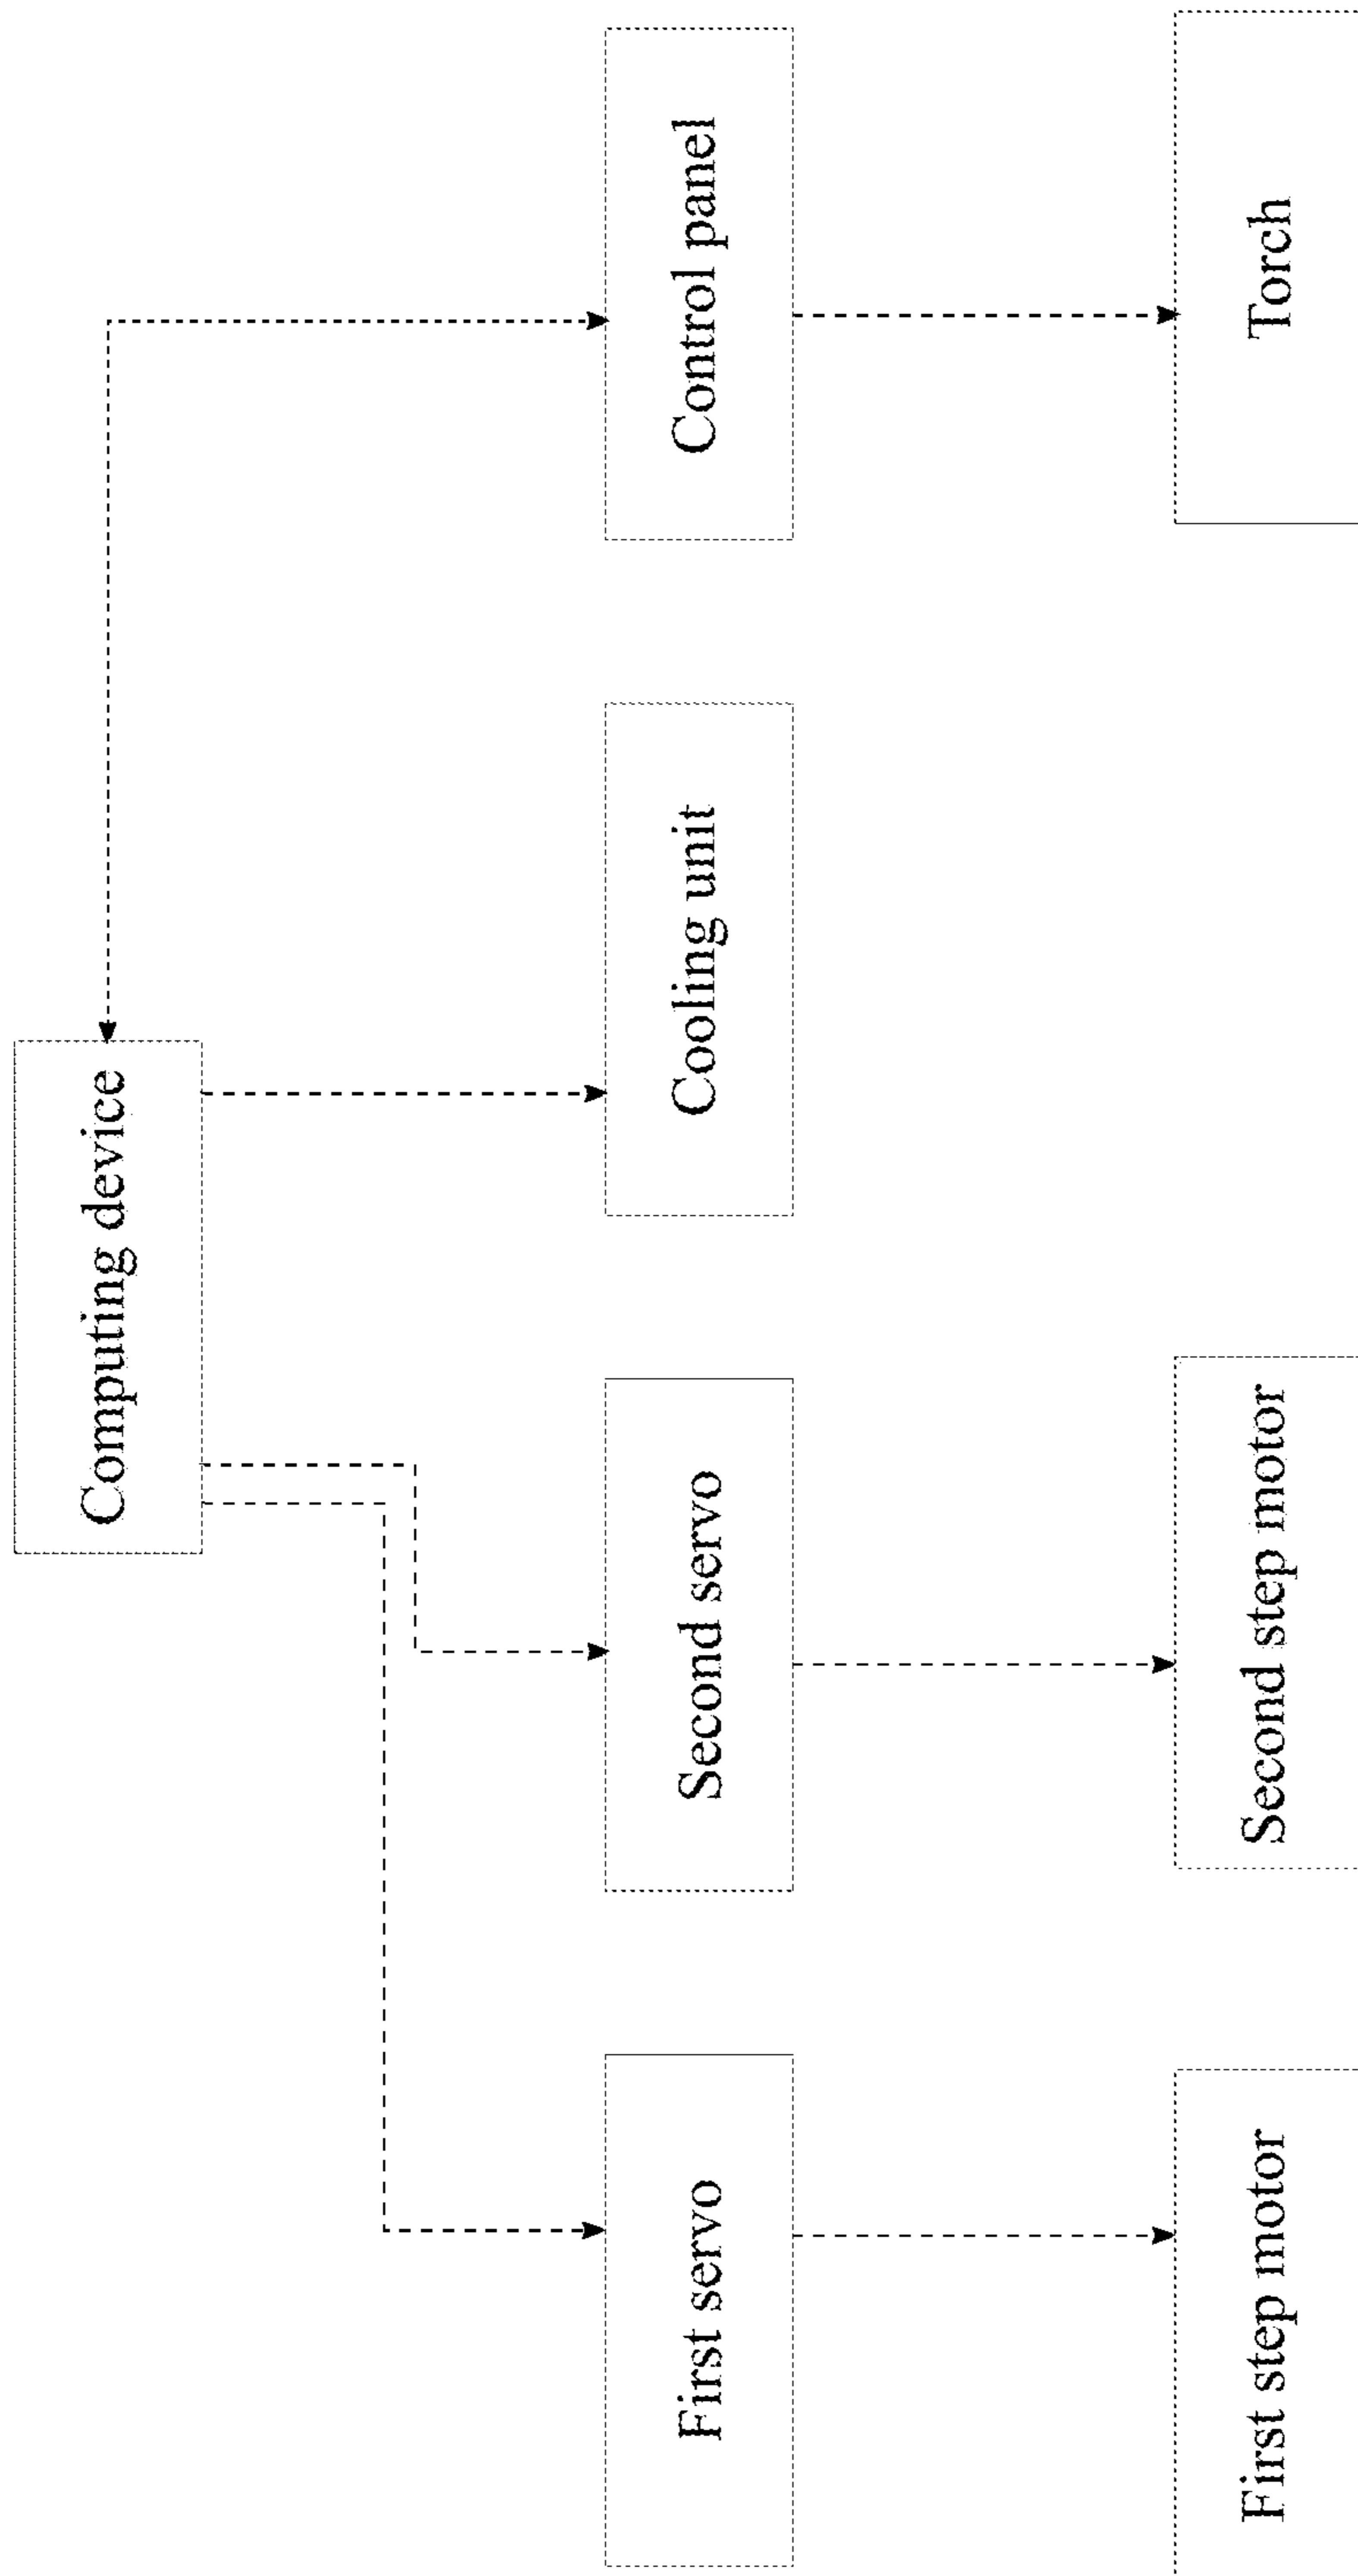 Computing device
First servo
Second servo
Cooling unit
Control panel
First step motor
Second step motor
Torch